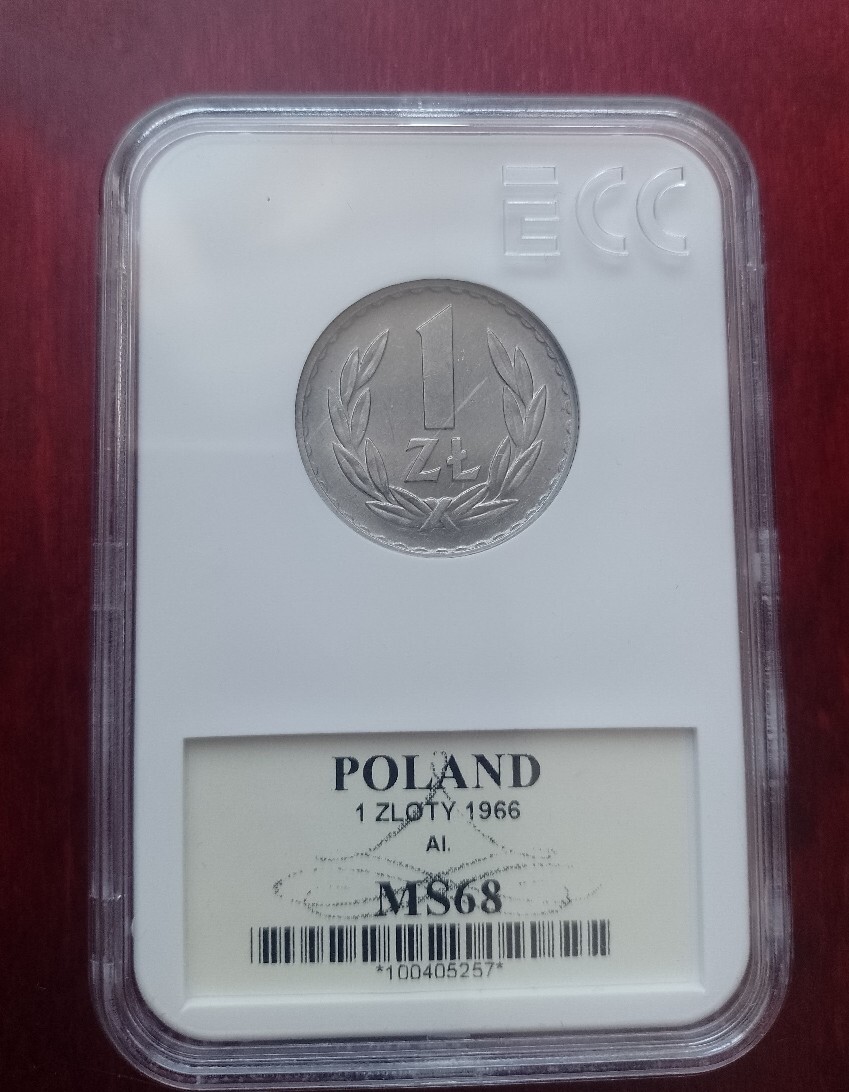 ECC
1
ZŁ
POLAND
1 ZLOTY 1966
Al.
MS68
*100405257*